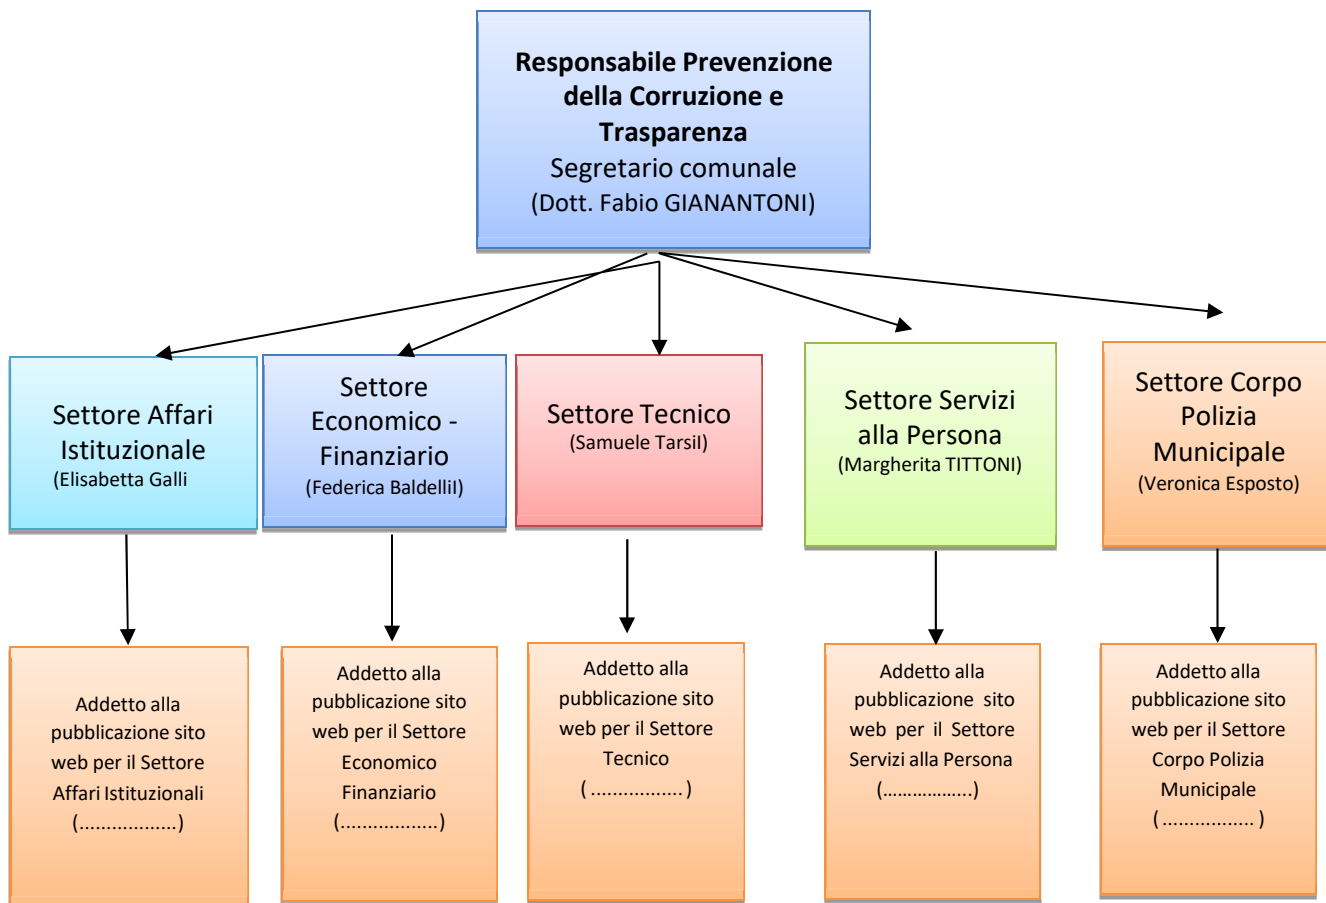 Responsabile Prevenzione
della Corruzione e
Trasparenza
Segretario comunale
(Dott. Fabio GIANANTONI)
Settore Affari
Istituzionale
(Elisabetta Galli
Settore
Economico -
Finanziario
(Federica BaldelliI)
Settore Tecnico
(Samuele TarsiI)
Settore Servizi
alla Persona
(Margherita TITTONI)
Settore Corpo
Polizia
Municipale
(Veronica Esposto)
Addetto alla
pubblicazione sito
web per il Settore
Affari Istituzionali
(..................)
Addetto alla
pubblicazione sito
web per il Settore
Economico
Finanziario
(..................)
Addetto alla
pubblicazione sito
web per il Settore
Tecnico
( ................. )
Addetto alla
pubblicazione sito
web per il Settore
Servizi alla Persona
(……………...)
Addetto alla
pubblicazione sito
web per il Settore
Corpo Polizia
Municipale
( ................. )